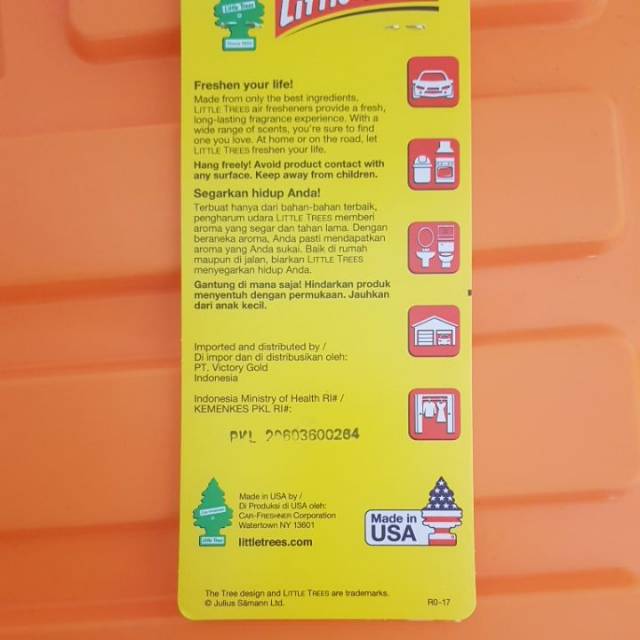 Little Trees
Freshen your life!
Made from only the best ingredients,
LITTLE TREES air fresheners provide a fresh,
long-lasting fragrance experience. With a
wide range of scents, you're sure to find
one you love. At home or on the road, let
LITTLE TREES freshen your life.
Hang freely! Avoid product contact with
any surface. Keep away from children.
Segarkan hidup Anda!
Terbuat hanya dari bahan-bahan terbaik,
pengharum udara LITTLE TREES memberi
aroma yang segar dan tahan lama. Dengan
beraneka aroma, Anda pasti mendapatkan
aroma yang Anda sukai. Baik di rumah
maupun di jalan, biarkan LITTLE TREES
menyegarkan hidup Anda.
Gantung di mana saja! Hindarkan produk
menyentuh dengan permukaan. Jauhkan
dari anak kecil.
Imported and distributed by /
Di impor dan di distribusikan oleh:
PT. Victory Gold
Indonesia
Indonesia Ministry of Health RI# /
KEMENKES PKL RI#:
PKL 20603600264
Made in USA by /
Di Produksi di USA oleh:
CAR-FRESHNER Corporation
Watertown NY 13601
littletrees.com
Made in
USA
The Tree design and LITTLE TREES are trademarks.
© Julius Sämann Ltd.
R0-17